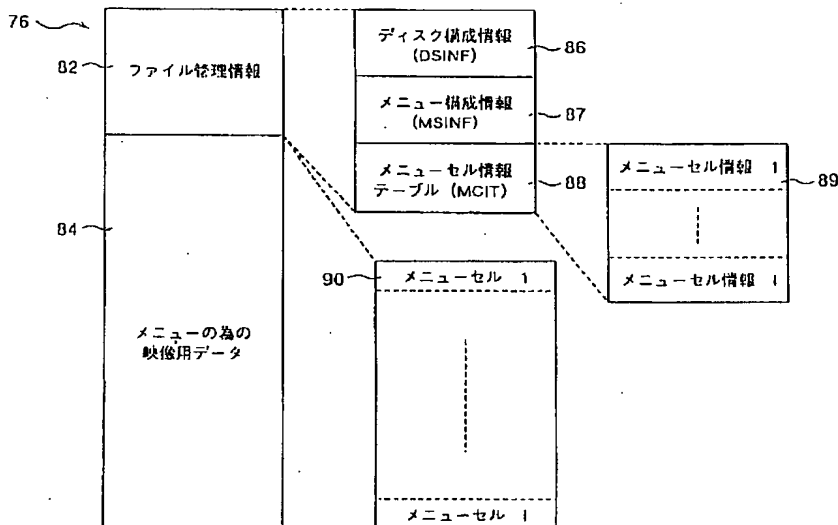 76
82
ファイル管理情報
84
メニューの為の
映像用データ
ディスク構成情報
(DSINF)
86
メニュー構成情報
(MSINF)
87
メニューセル情報
テーブル (MCIT)
88
メニューセル情報 1
89
メニューセル情報 i
90
メニューセル 1
メニューセル i